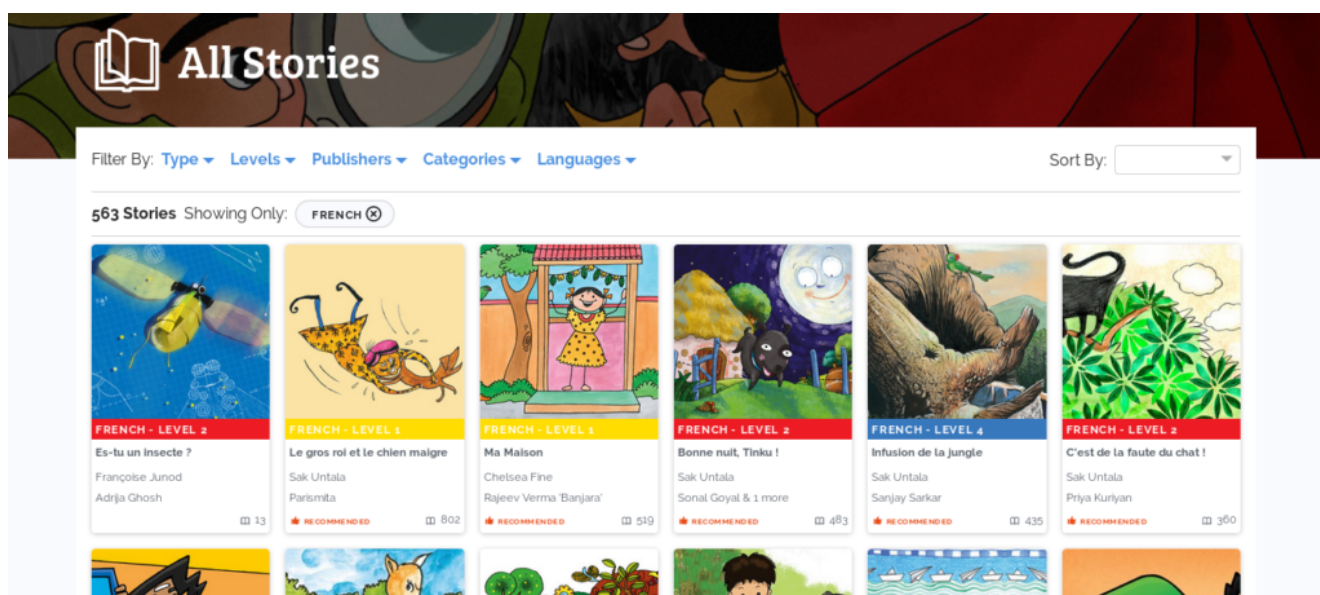 All Stories
Filter By: Type Levels Publishers Categories Languages Sort By:
563 Stories Showing Only: FRENCH
FRENCH - LEVEL 2
Es-tu un insecte ?
Françoise Junod
Adrija Ghosh
13
FRENCH - LEVEL 1
Le gros roi et le chien maigre
Sak Untala
Parismita
RECOMMENDED 802
FRENCH - LEVEL 1
Ma Maison
Chelsea Fine
Rajeev Verma 'Banjara'
RECOMMENDED 519
FRENCH - LEVEL 2
Bonne nuit, Tinku !
Sak Untala
Sonal Goyal & 1 more
RECOMMENDED 483
FRENCH - LEVEL 4
Infusion de la jungle
Sak Untala
Sanjay Sarkar
RECOMMENDED 435
FRENCH - LEVEL 2
C'est de la faute du chat !
Sak Untala
Priya Kuriyan
RECOMMENDED 360